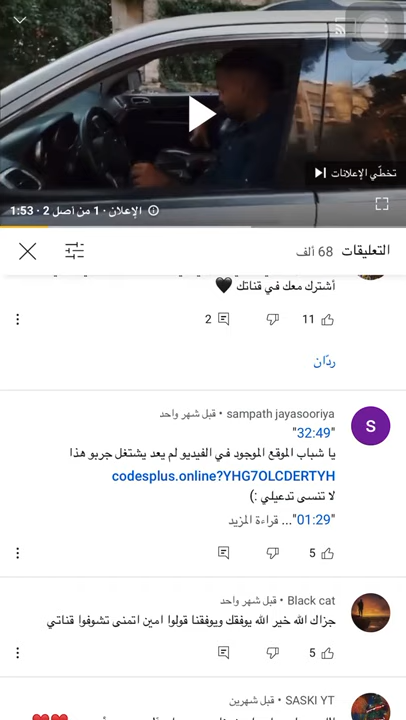 تخطّي الإعلانات
الإعلان · 1 من أصل 2 · 1:53
التعليقات 68 ألف
أشترك معك في قناتك 🖤
11
2
ردّان
S
sampath jayasooriya • قبل شهر واحد
"32:49"
يا شباب الموقع الموجود في الفيديو لم يعد يشتغل جربو هذا
codesplus.online?YHG7OLCDERTYH
لا تنسى تدعيلي :)
"01:29"... قراءة المزيد
5
Black cat • قبل شهر واحد
جزاك الله خير الله يوفقك ويوفقنا قولوا امين اتمنى تشوفوا قناتي
5
SASKI YT • قبل شهرين